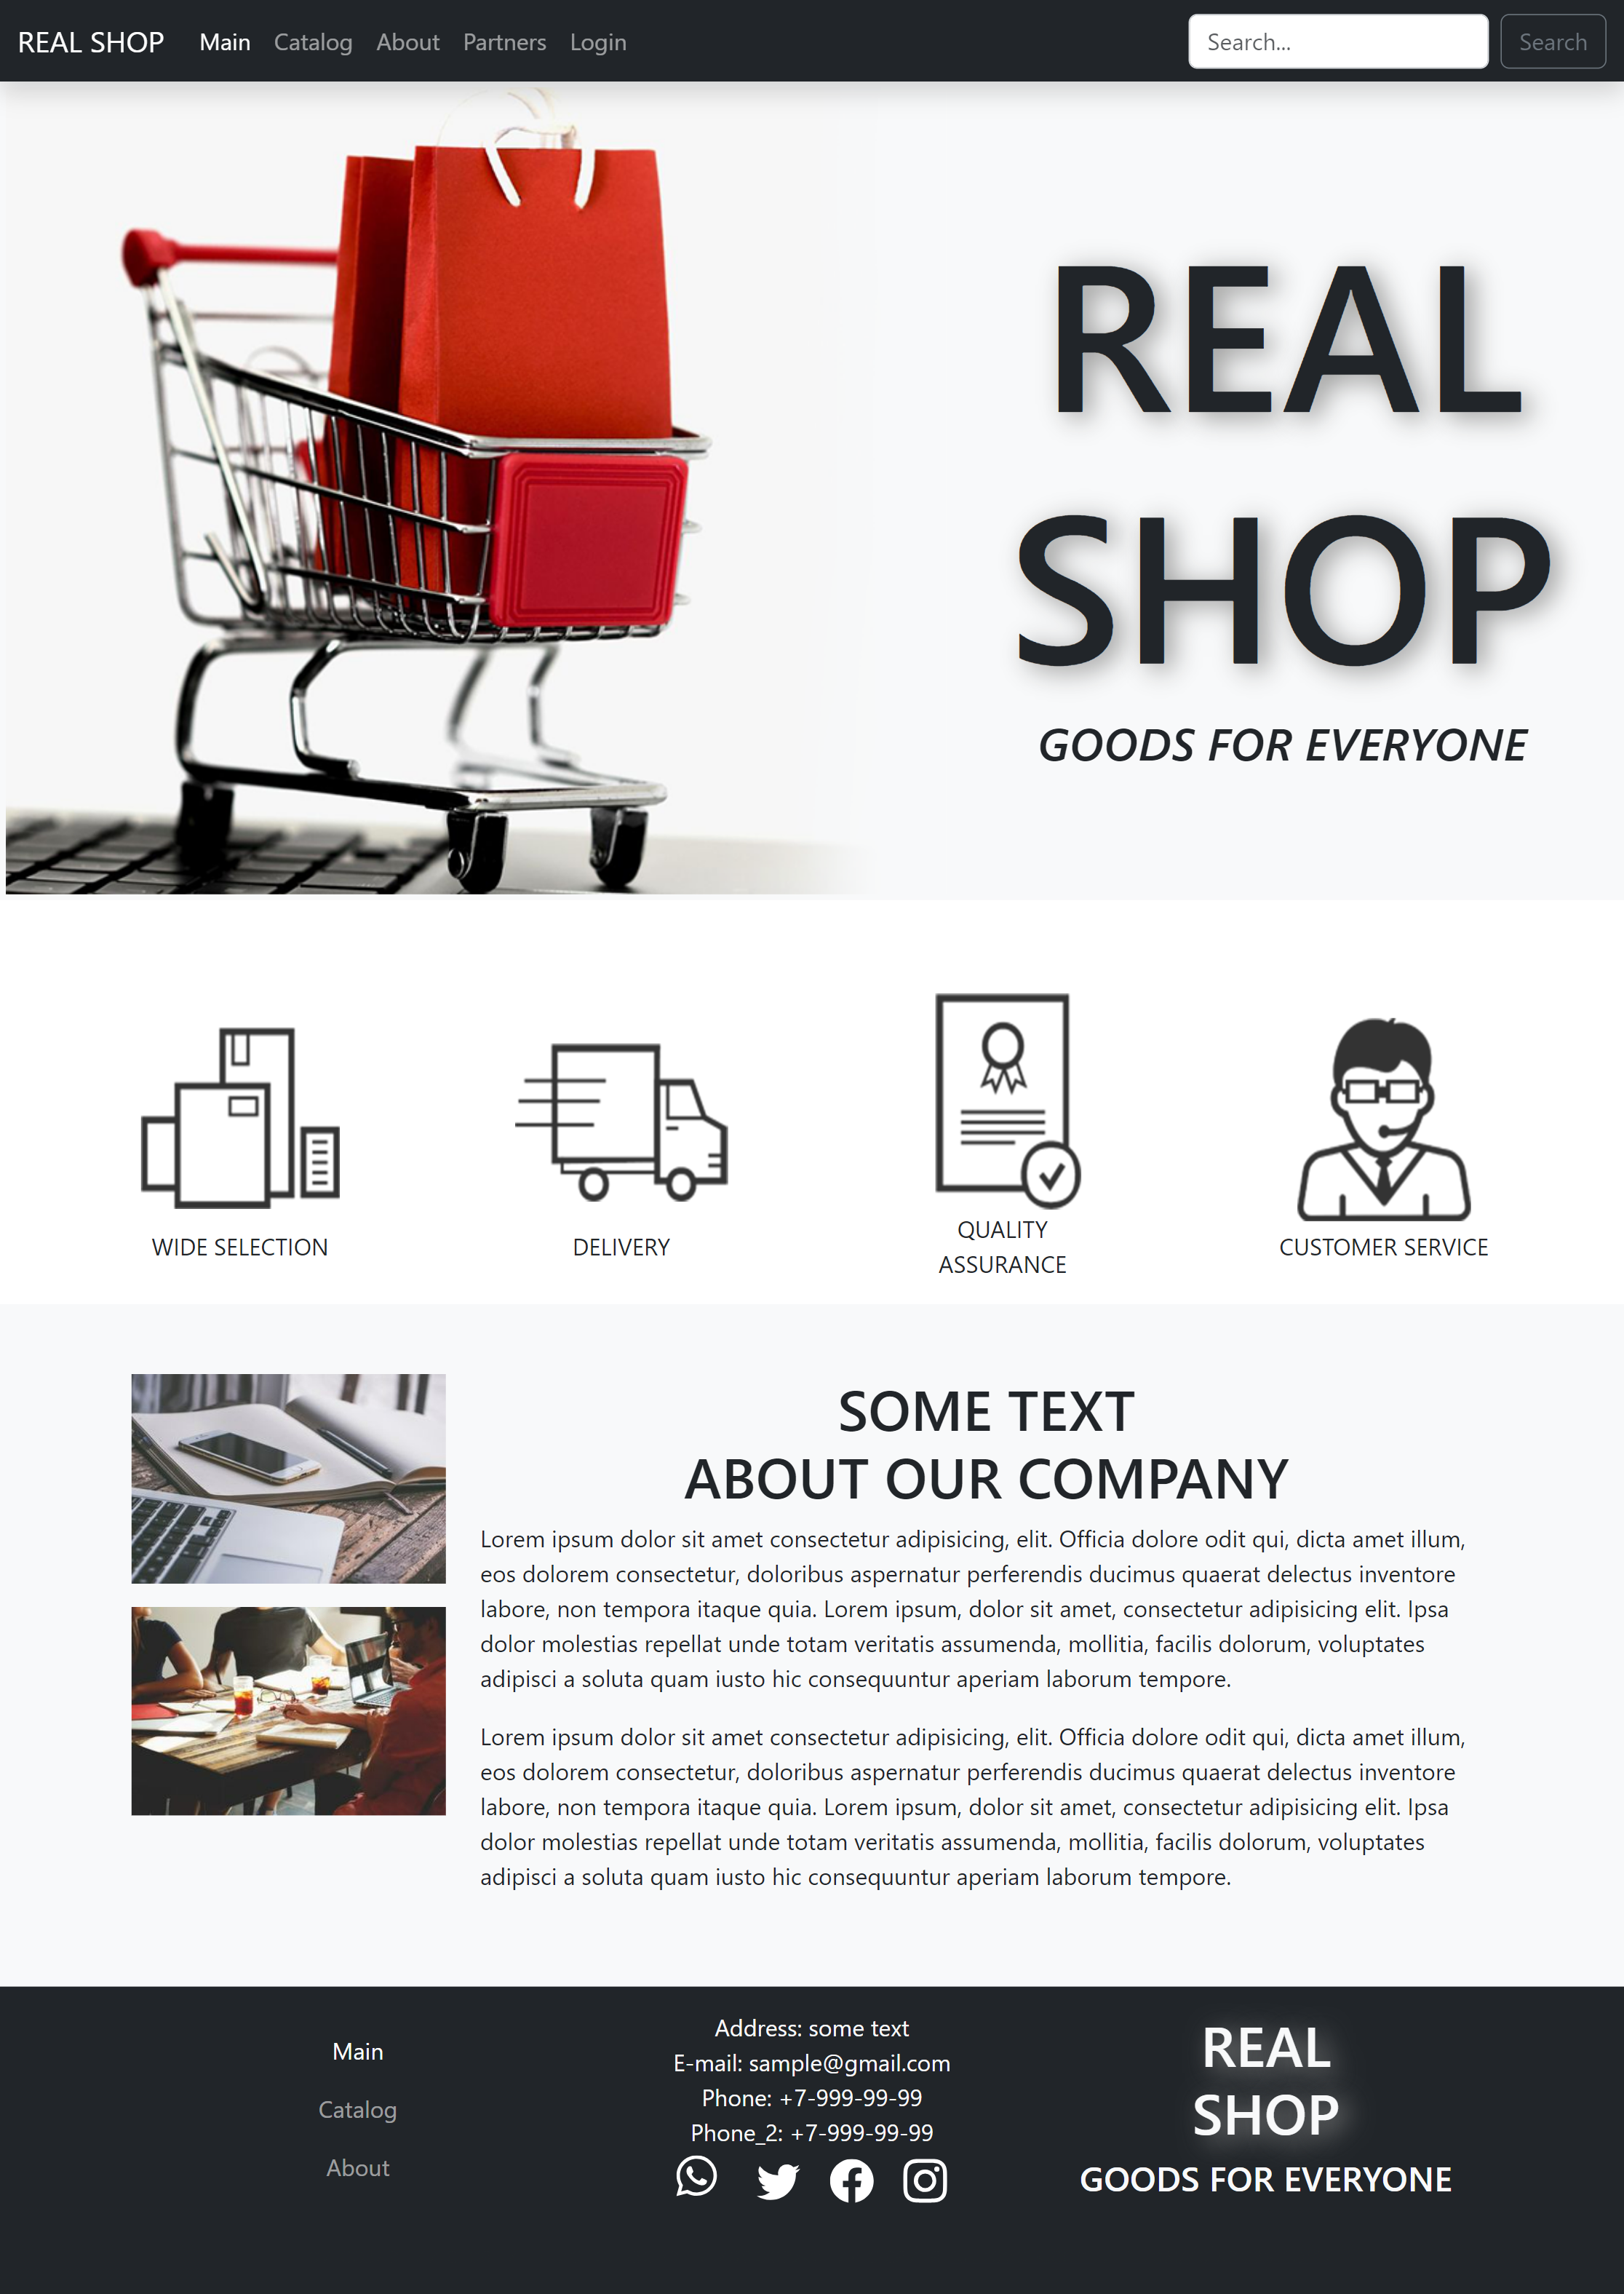 REAL SHOP Main Catalog About Partners Login Search... Search
REAL
SHOP
GOODS FOR EVERYONE
WIDE SELECTION
DELIVERY
QUALITY
ASSURANCE
CUSTOMER SERVICE
SOME TEXT
ABOUT OUR COMPANY
Lorem ipsum dolor sit amet consectetur adipisicing, elit. Officia dolore odit qui, dicta amet illum,
eos dolorem consectetur, doloribus aspernatur perferendis ducimus quaerat delectus inventore
labore, non tempora itaque quia. Lorem ipsum, dolor sit amet, consectetur adipisicing elit. Ipsa
dolor molestias repellat unde totam veritatis assumenda, mollitia, facilis dolorum, voluptates
adipisci a soluta quam iusto hic consequuntur aperiam laborum tempore.
Lorem ipsum dolor sit amet consectetur adipisicing, elit. Officia dolore odit qui, dicta amet illum,
eos dolorem consectetur, doloribus aspernatur perferendis ducimus quaerat delectus inventore
labore, non tempora itaque quia. Lorem ipsum, dolor sit amet, consectetur adipisicing elit. Ipsa
dolor molestias repellat unde totam veritatis assumenda, mollitia, facilis dolorum, voluptates
adipisci a soluta quam iusto hic consequuntur aperiam laborum tempore.
Main
Catalog
About
Address: some text
E-mail: sample@gmail.com
Phone: +7-999-99-99
Phone_2: +7-999-99-99
REAL
SHOP
GOODS FOR EVERYONE